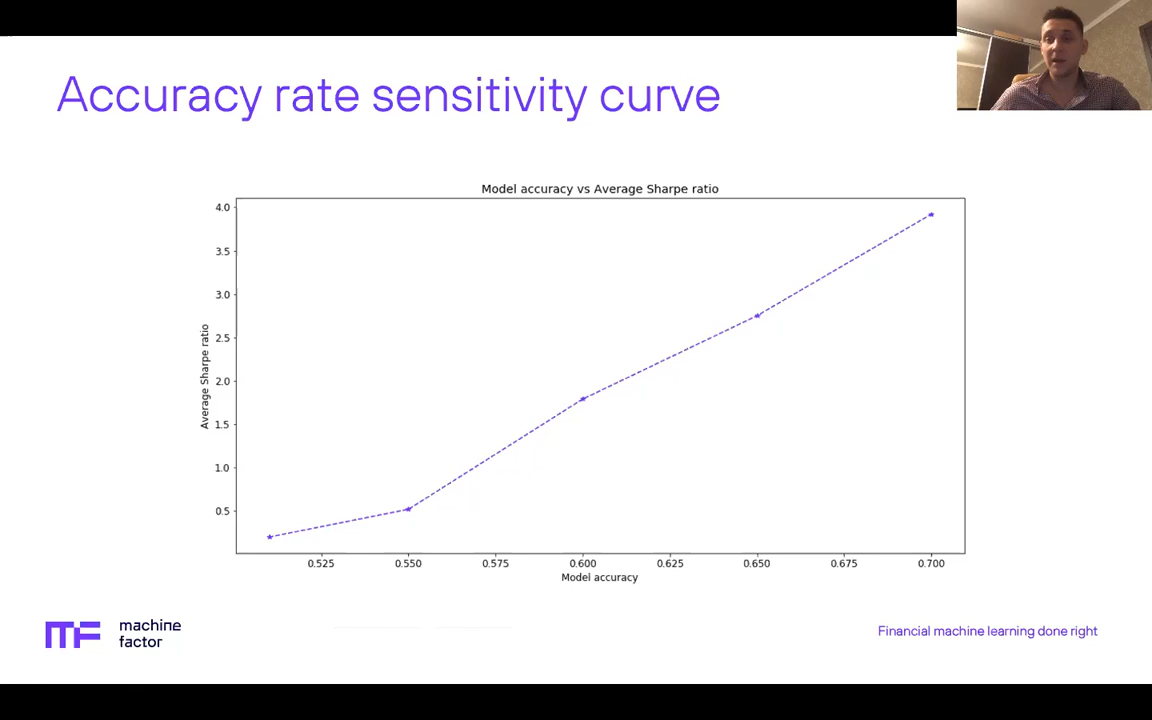 Accuracy rate sensitivity curve
Model accuracy vs Average Sharpe ratio
4.0
3.5
3.0
2.5
2.0
1.5
1.0
0.5
Average Sharpe ratio
0.525 0.550 0.575 0.600 0.625 0.650 0.675 0.700
Model accuracy
MF
machine
factor
Financial machine learning done right